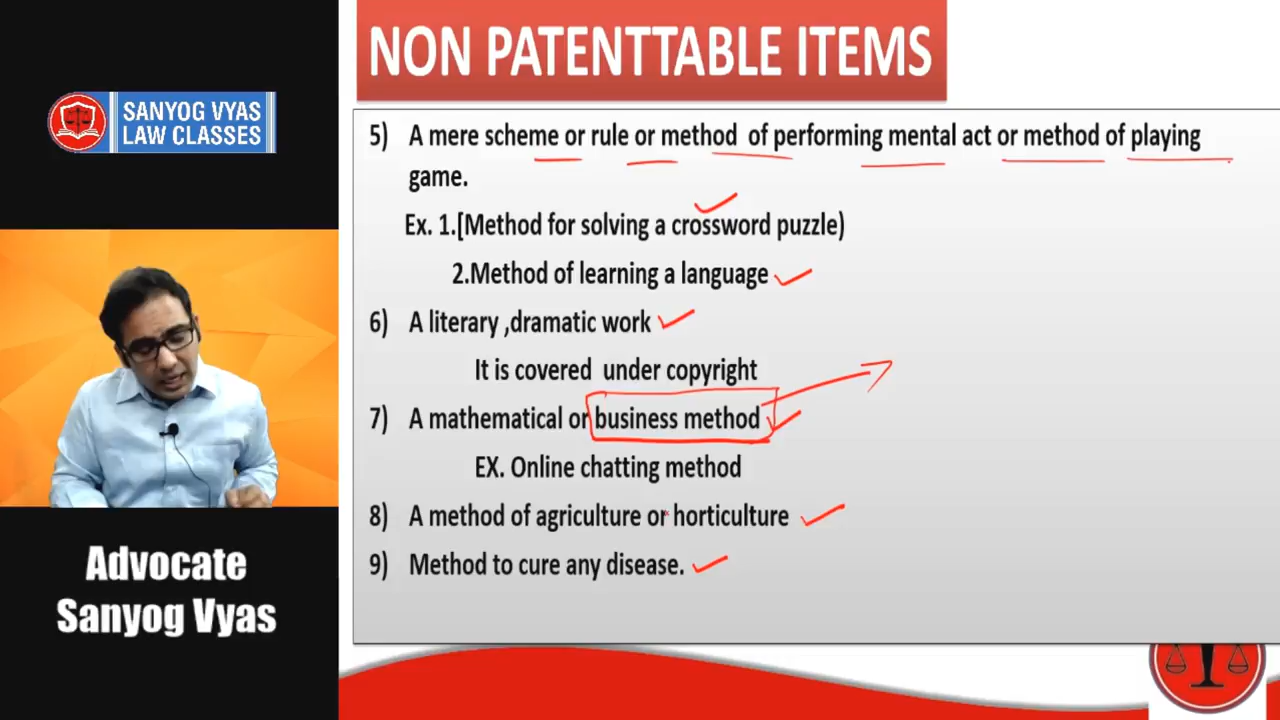 NON PATENTTABLE ITEMS
SANYOG VYAS
LAW CLASSES
5) A mere scheme or rule or method of performing mental act or method of playing
game.
Ex. 1.[Method for solving a crossword puzzle)
2.Method of learning a language
6) A literary ,dramatic work
It is covered under copyright
7) A mathematical or business method
EX. Online chatting method
8) A method of agriculture or horticulture
9) Method to cure any disease.
Advocate
Sanyog Vyas